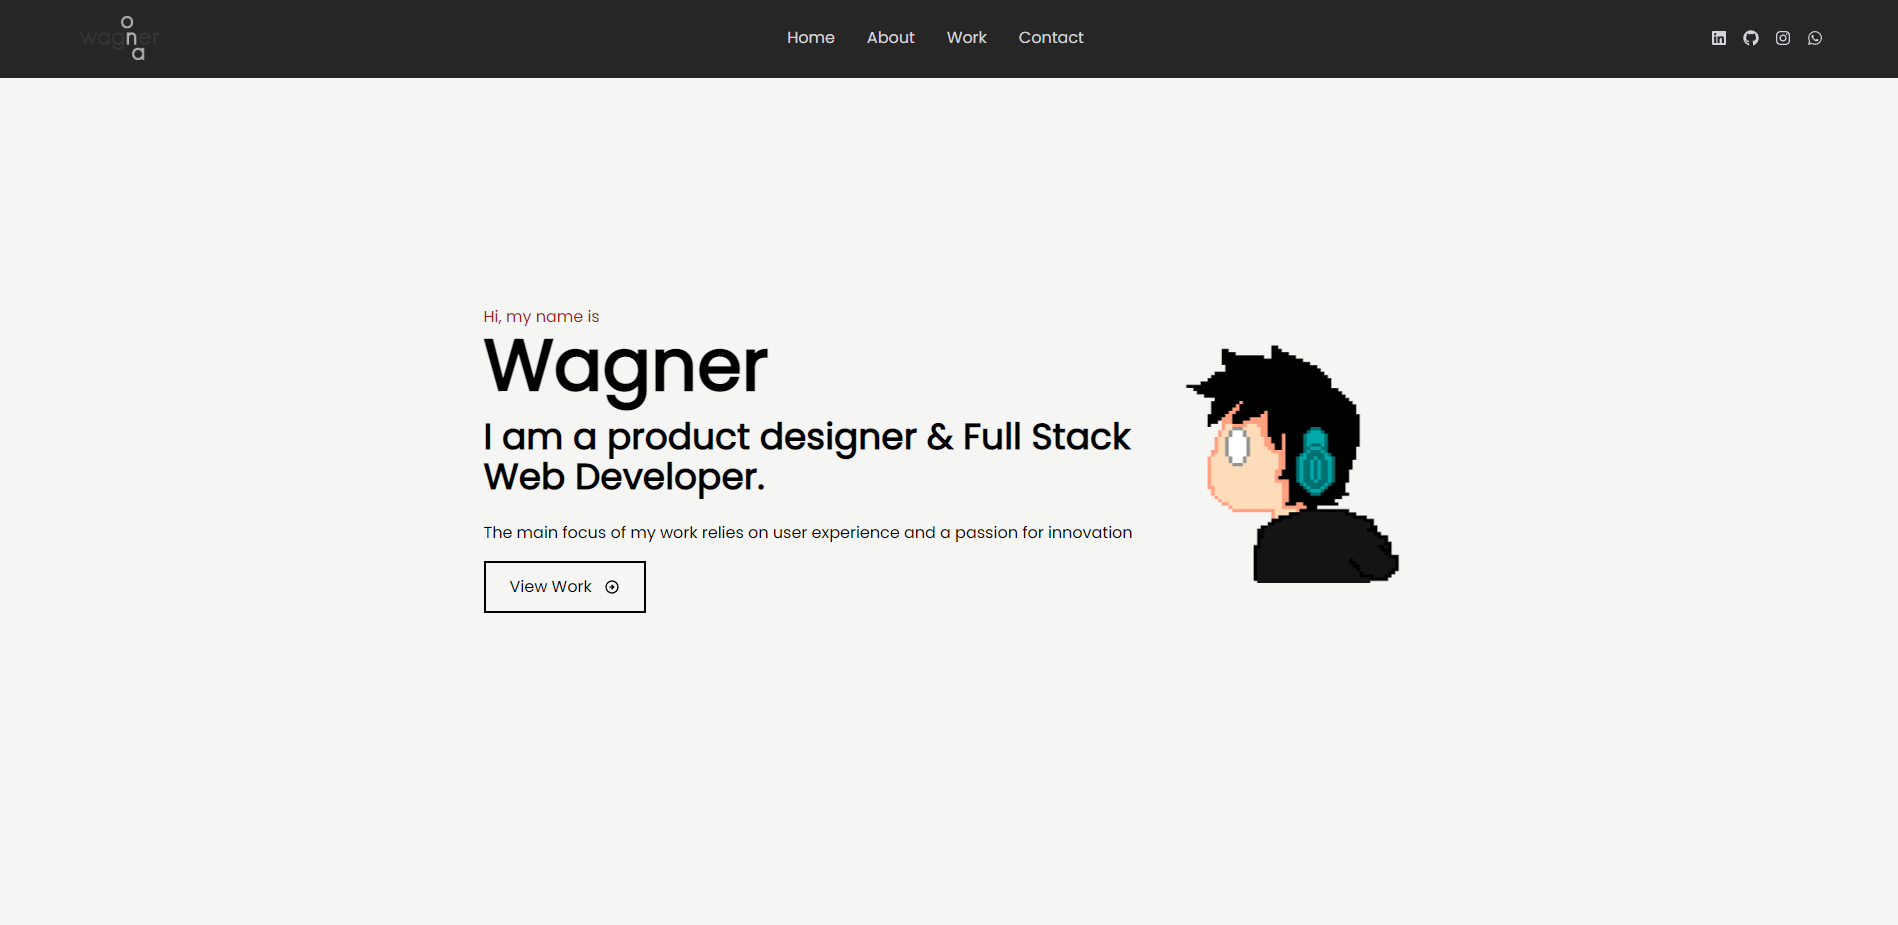 o
wagner
a
Home About Work Contact
Hi, my name is
Wagner
I am a product designer & Full Stack
Web Developer.
The main focus of my work relies on user experience and a passion for innovation
View Work